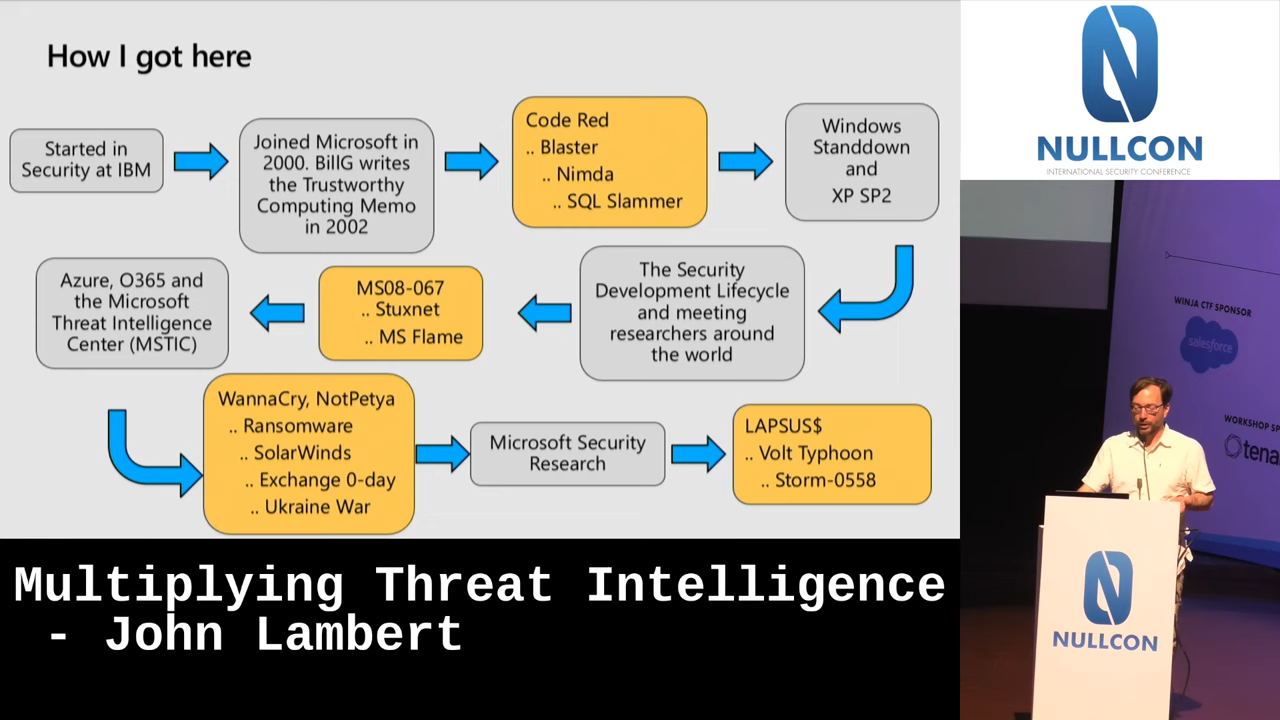 How I got here
Started in
Security at IBM
Joined Microsoft in
2000. BillG writes
the Trustworthy
Computing Memo
in 2002
Code Red
.. Blaster
.. Nimda
.. SQL Slammer
Windows
Standdown
and
XP SP2
The Security
Development Lifecycle
and meeting
researchers around
the world
MS08-067
.. Stuxnet
.. MS Flame
Azure, O365 and
the Microsoft
Threat Intelligence
Center (MSTIC)
WannaCry, NotPetya
.. Ransomware
.. SolarWinds
.. Exchange 0-day
.. Ukraine War
Microsoft Security
Research
LAPSUS$
.. Volt Typhoon
.. Storm-0558
Multiplying Threat Intelligence
- John Lambert
NULLCON
INTERNATIONAL SECURITY CONFERENCE
WINJA CTF SPONSOR
salesforce
WORKSHOP SP
tena
NULLCON